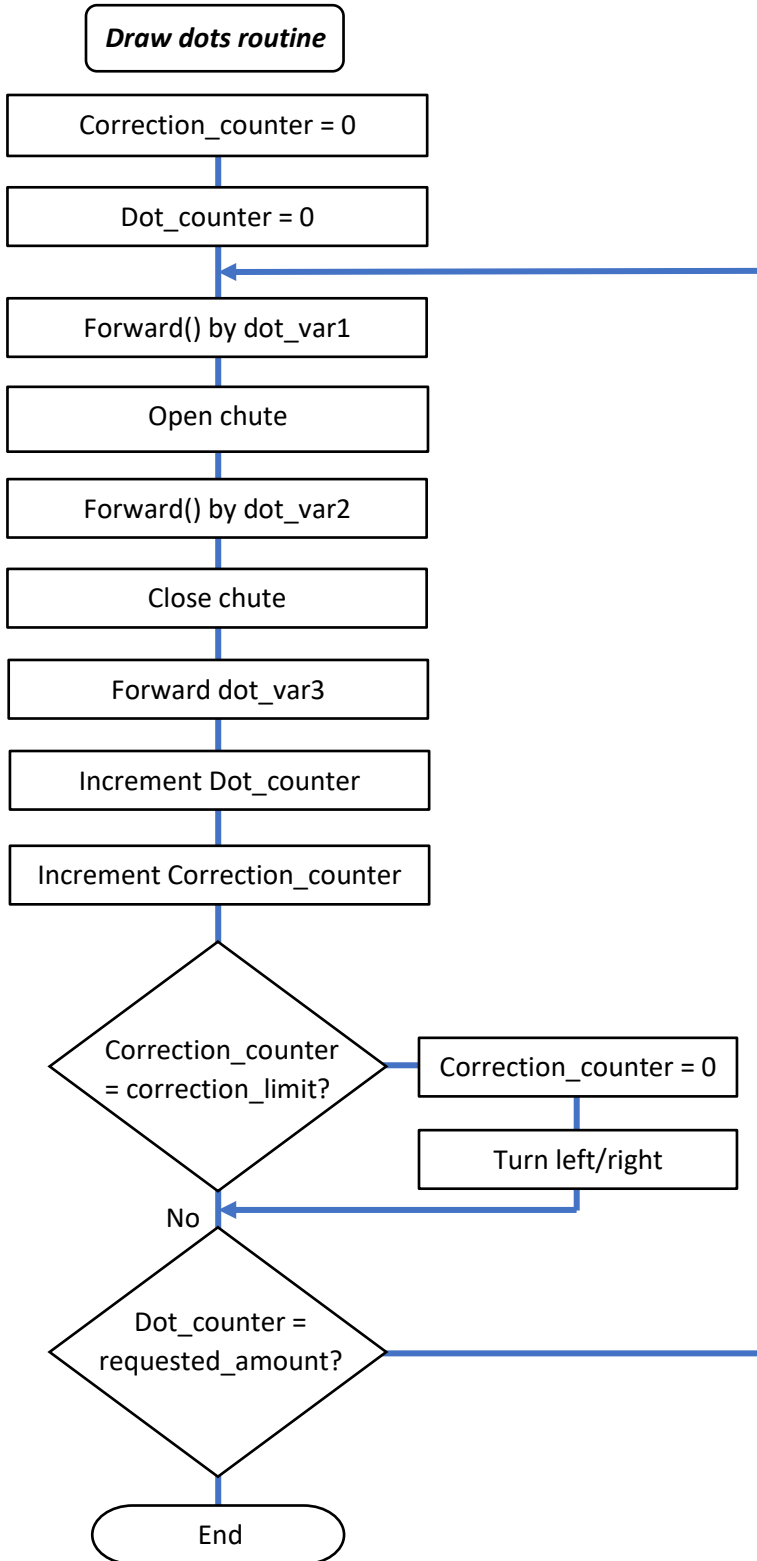 Draw dots routine
Correction_counter = 0
Dot_counter = 0
Forward() by dot_var1
Open chute
Forward() by dot_var2
Close chute
Forward dot_var3
Increment Dot_counter
Increment Correction_counter
Correction_counter
= correction_limit?
Correction_counter = 0
Turn left/right
No
Dot_counter =
requested_amount?
End